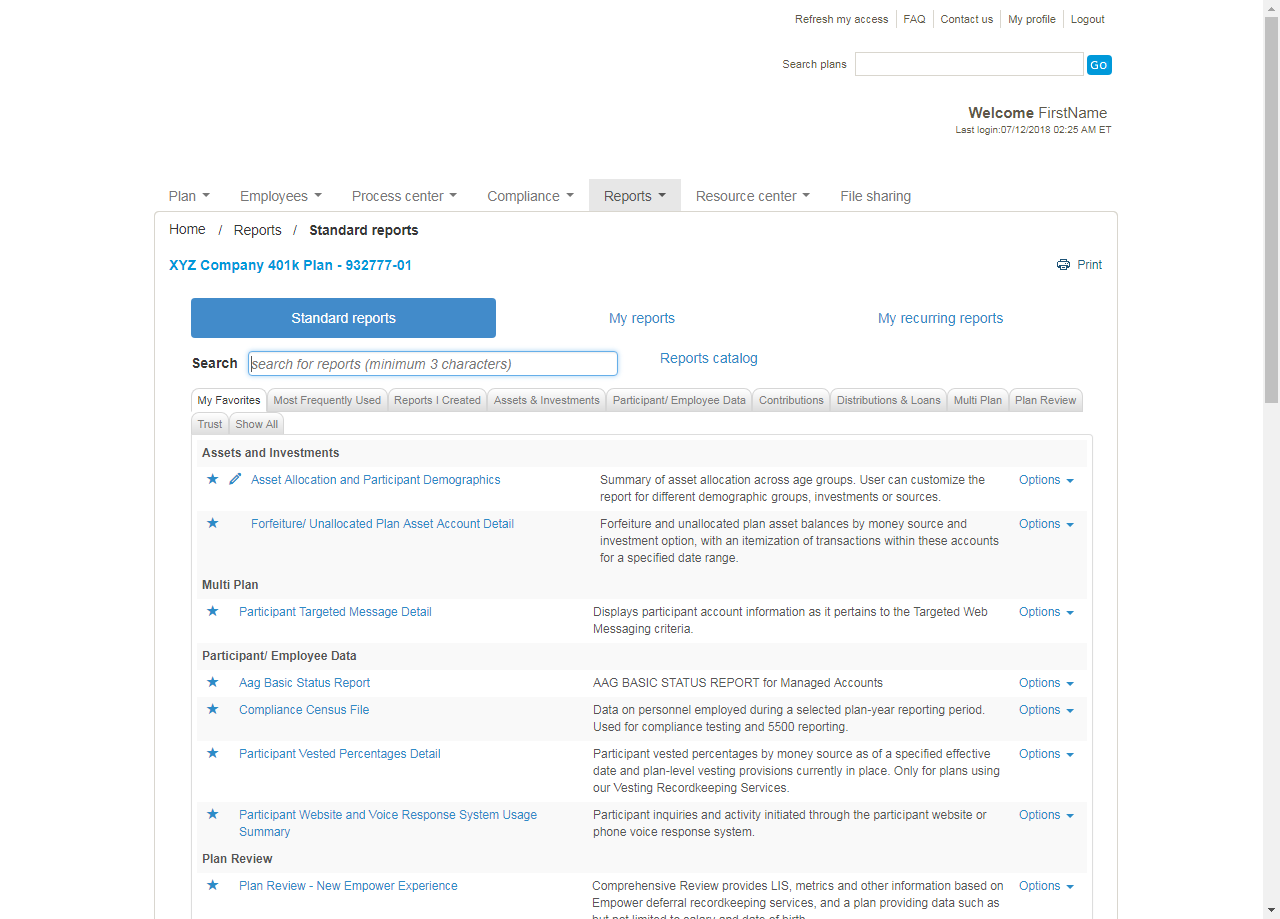 Refresh my access FAQ Contact us My profile Logout
Search plans Go
Welcome FirstName
Last login:07/12/2018 02:25 AM ET
Plan Employees Process center Compliance Reports Resource center File sharing
Home / Reports / Standard reports
XYZ Company 401k Plan - 932777-01 Print
Standard reports My reports My recurring reports
Search search for reports (minimum 3 characters) Reports catalog
My Favorites Most Frequently Used Reports I Created Assets & Investments Participant/ Employee Data Contributions Distributions & Loans Multi Plan Plan Review
Trust Show All
Assets and Investments
Asset Allocation and Participant Demographics Summary of asset allocation across age groups. User can customize the Options
report for different demographic groups, investments or sources.
Forfeiture/ Unallocated Plan Asset Account Detail Forfeiture and unallocated plan asset balances by money source and Options
investment option, with an itemization of transactions within these accounts
for a specified date range.
Multi Plan
Participant Targeted Message Detail Displays participant account information as it pertains to the Targeted Web Options
Messaging criteria.
Participant/ Employee Data
Aag Basic Status Report AAG BASIC STATUS REPORT for Managed Accounts Options
Compliance Census File Data on personnel employed during a selected plan-year reporting period. Options
Used for compliance testing and 5500 reporting.
Participant Vested Percentages Detail Participant vested percentages by money source as of a specified effective Options
date and plan-level vesting provisions currently in place. Only for plans using
our Vesting Recordkeeping Services.
Participant Website and Voice Response System Usage Participant inquiries and activity initiated through the participant website or Options
Summary phone voice response system.
Plan Review
Plan Review - New Empower Experience Comprehensive Review provides LIS, metrics and other information based on Options
Empower deferral recordkeeping services, and a plan providing data such as
but not limited to salary and date of birth